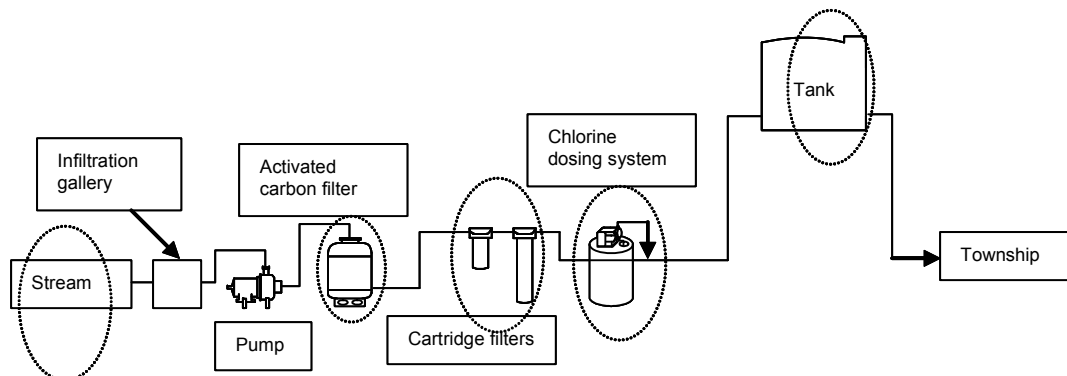 Tank
Chlorine
dosing system
Infiltration
gallery
Activated
carbon filter
Stream
Township
Pump
Cartridge filters